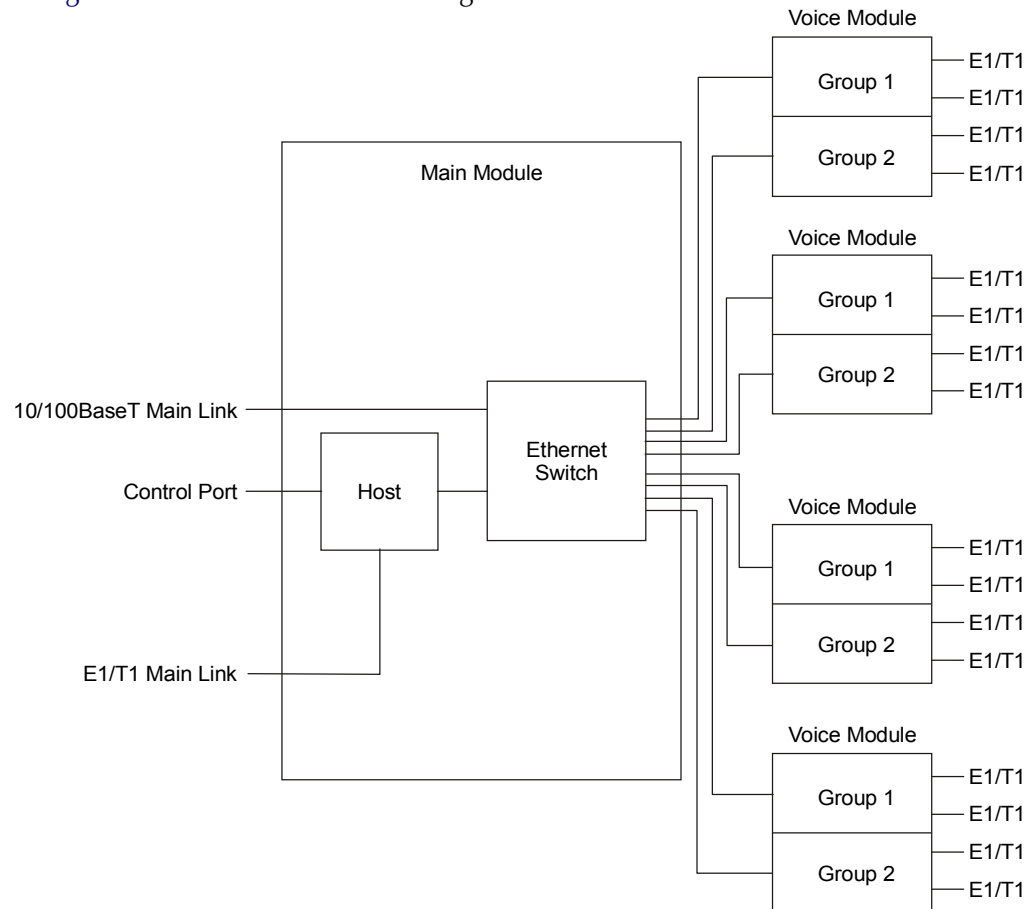 Voice Module
Group 1
E1/T1
E1/T1
Group 2
E1/T1
E1/T1
Main Module
Voice Module
Group 1
E1/T1
E1/T1
Group 2
E1/T1
E1/T1
10/100BaseT Main Link
Ethernet
Switch
Control Port
Host
Voice Module
Group 1
E1/T1
E1/T1
Group 2
E1/T1
E1/T1
E1/T1 Main Link
Voice Module
Group 1
E1/T1
E1/T1
Group 2
E1/T1
E1/T1